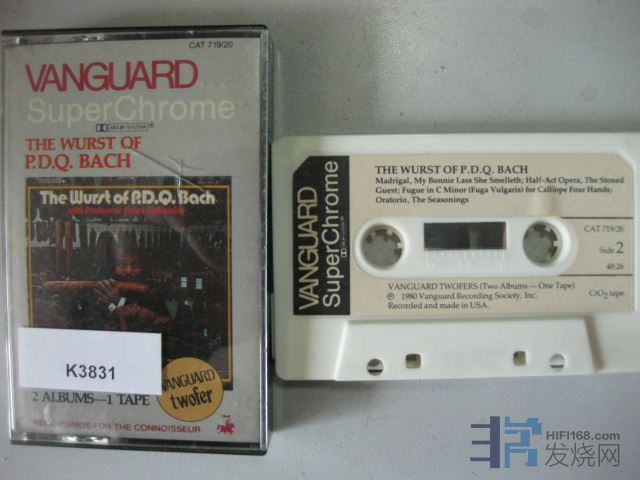 CAT 719/20
VANGUARD
SuperChrome
DOLBY SYSTEM
THE WURST OF
P.D.Q. BACH
The Wurst of P.D.Q. Bach
with Professor Peter Schickele
K3831
2 ALBUMS—1 TAPE
VANGUARD
twofer
RECORDINGS FOR THE CONNOISSEUR
VANGUARD
SuperChrome
THE WURST OF P.D.Q. BACH
Madrigal, My Bonnie Lass She Smelleth; Half-Act Opera, The Stoned
Guest; Fugue in C Minor (Fuga Vulgaris) for Calliope Four Hands;
Oratorio, The Seasonings
CAT 719/20
Side 2
48:26
100 50 0
VANGUARD TWOFERS (Two Albums — One Tape)
℗ 1980 Vanguard Recording Society, Inc.
Recorded and made in USA.
CrO2 tape
HIFI168.com
发烧网